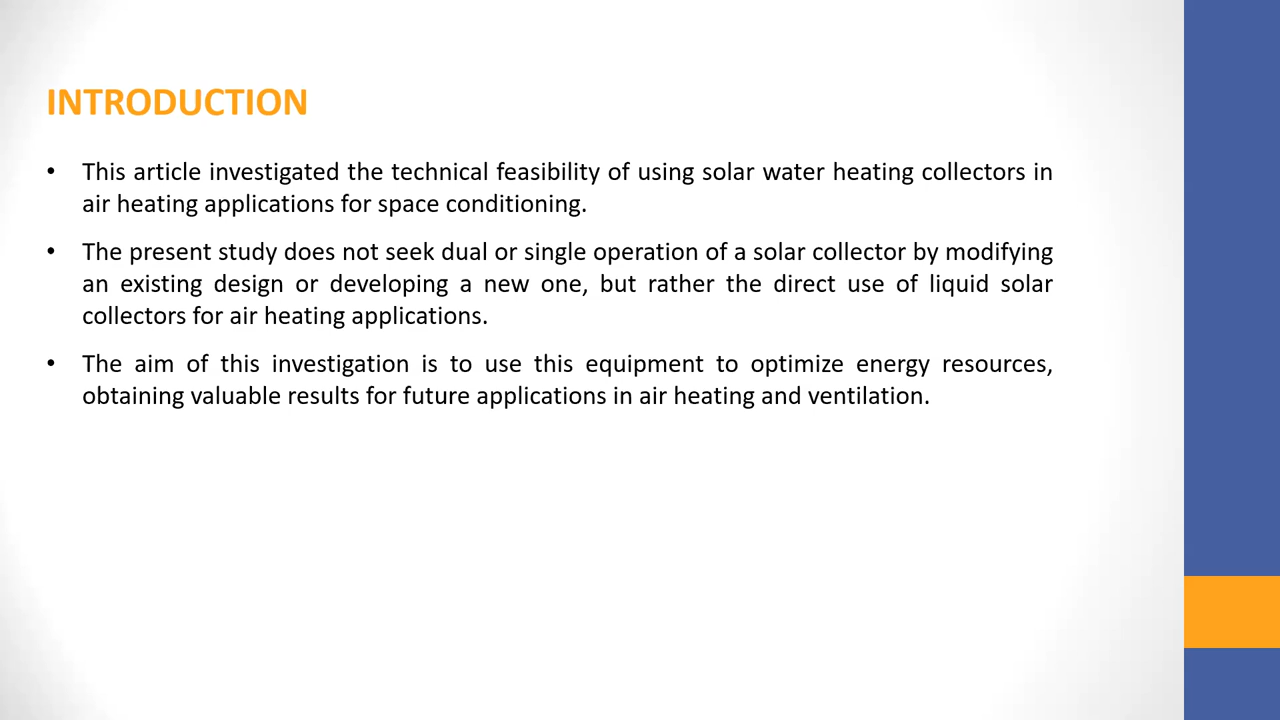 INTRODUCTION
• This article investigated the technical feasibility of using solar water heating collectors in
air heating applications for space conditioning.
• The present study does not seek dual or single operation of a solar collector by modifying
an existing design or developing a new one, but rather the direct use of liquid solar
collectors for air heating applications.
• The aim of this investigation is to use this equipment to optimize energy resources,
obtaining valuable results for future applications in air heating and ventilation.